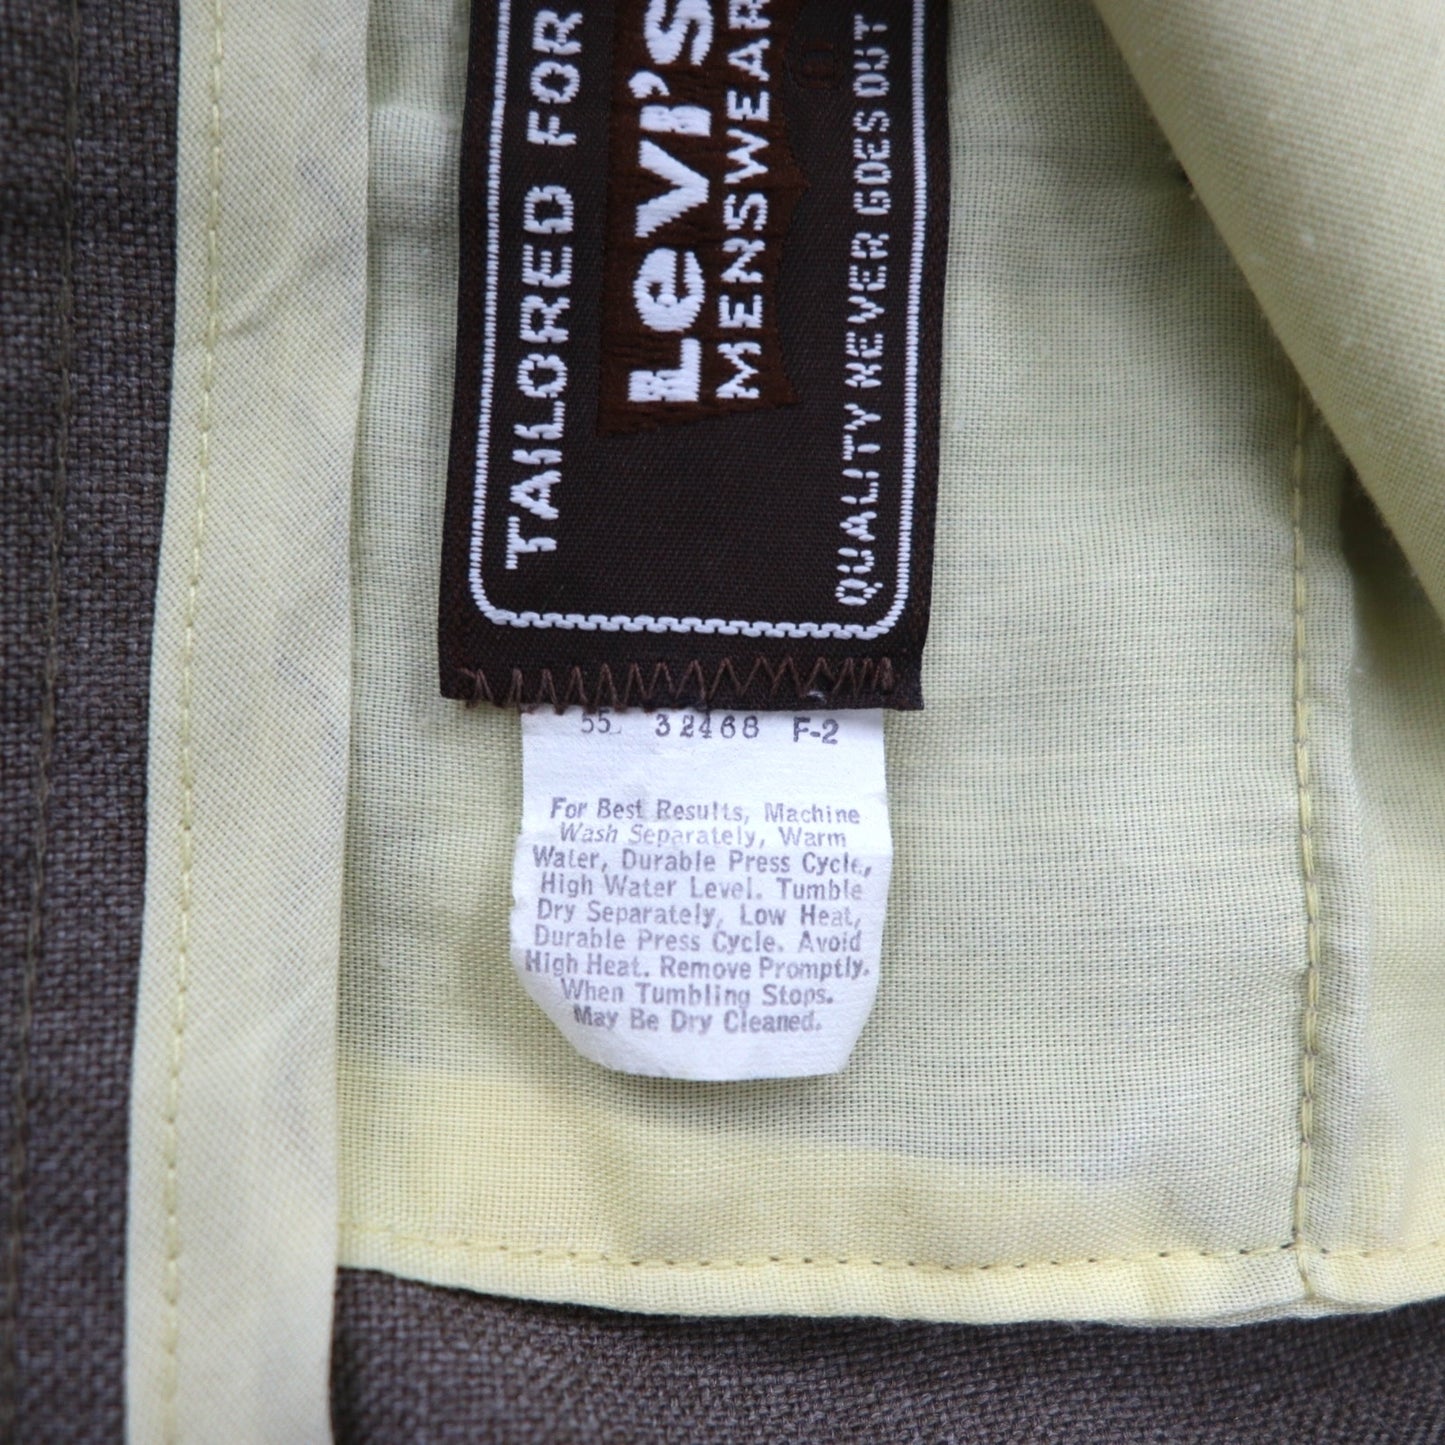 TAILORED FOR
Levi's
MENSWEAR
QUALITY NEVER GOES OUT
55 32468 F-2
For Best Results, Machine
Wash Separately, Warm
Water, Durable Press Cycle,
High Water Level. Tumble
Dry Separately, Low Heat,
Durable Press Cycle. Avoid
High Heat. Remove Promptly.
When Tumbling Stops.
May Be Dry Cleaned.